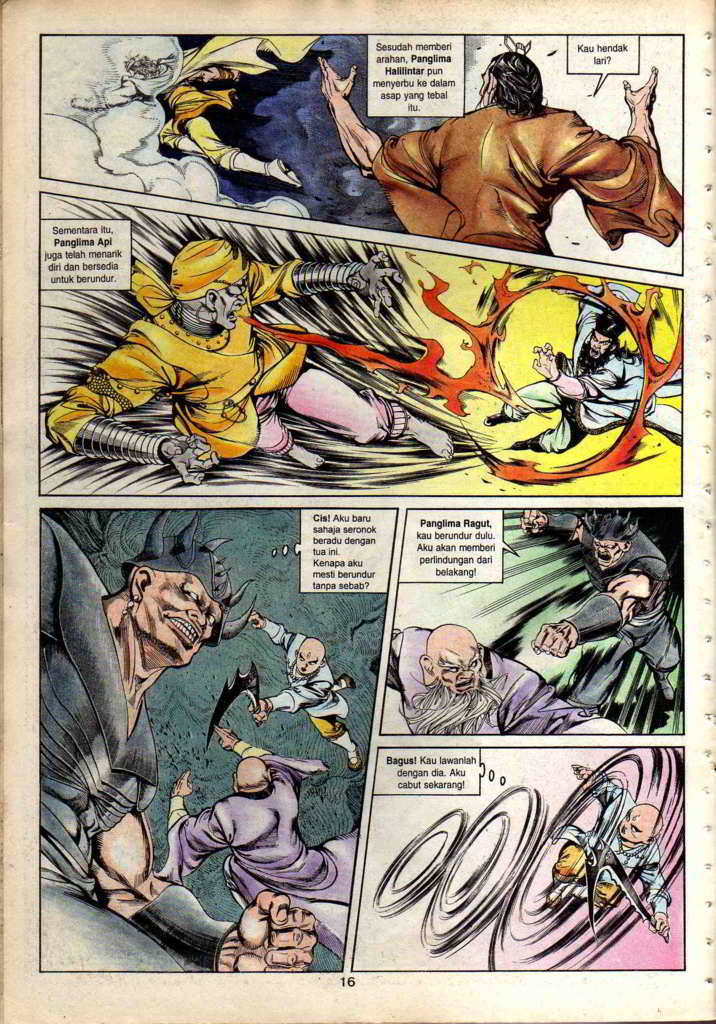 Sesudah memberi
arahan, Panglima
Halilintar pun
menyerbu ke dalam
asap yang tebal
itu.
Kau hendak
lari?
Sementara itu,
Panglima Api
juga telah menarik
diri dan bersedia
untuk berundur.
Cis! Aku baru
sahaja seronok
beradu dengan
tua ini.
Kenapa aku
mesti berundur
tanpa sebab?
Panglima Ragut,
kau berundur dulu.
Aku akan memberi
perlindungan dari
belakang!
Bagus! Kau lawanlah
dengan dia. Aku
cabut sekarang!
16